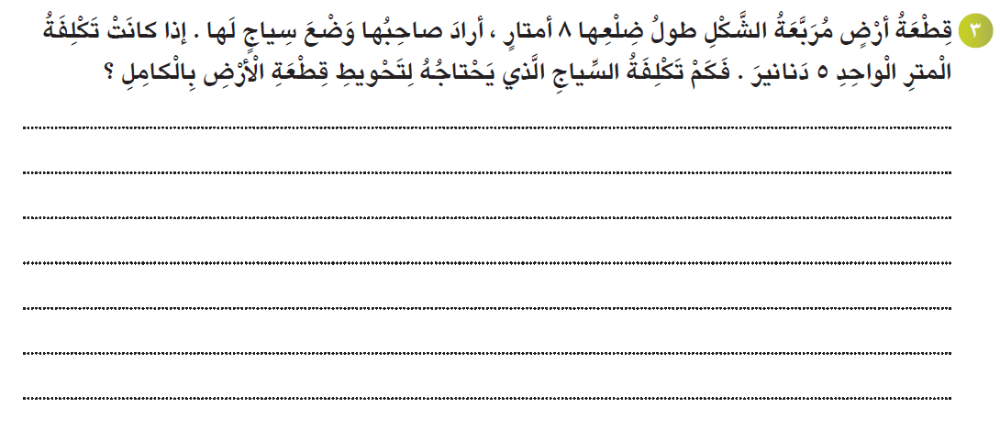 ٣ قِطْعَةُ أرْضٍ مُرَبَّعَةُ الشَّكْلِ طولُ ضِلْعِها ٨ أمتارٍ ، أرادَ صاحِبُها وَضْعَ سِياجٍ لَها . إذا كانَتْ تَكْلِفَةُ
الْمترِ الْواحِدِ ٥ دَنانيرَ . فَكَمْ تَكْلِفَةُ السِّياجِ الَّذي يَحْتاجُهُ لِتَحْويطِ قِطْعَةِ الْأَرْضِ بِالْكامِلِ ؟